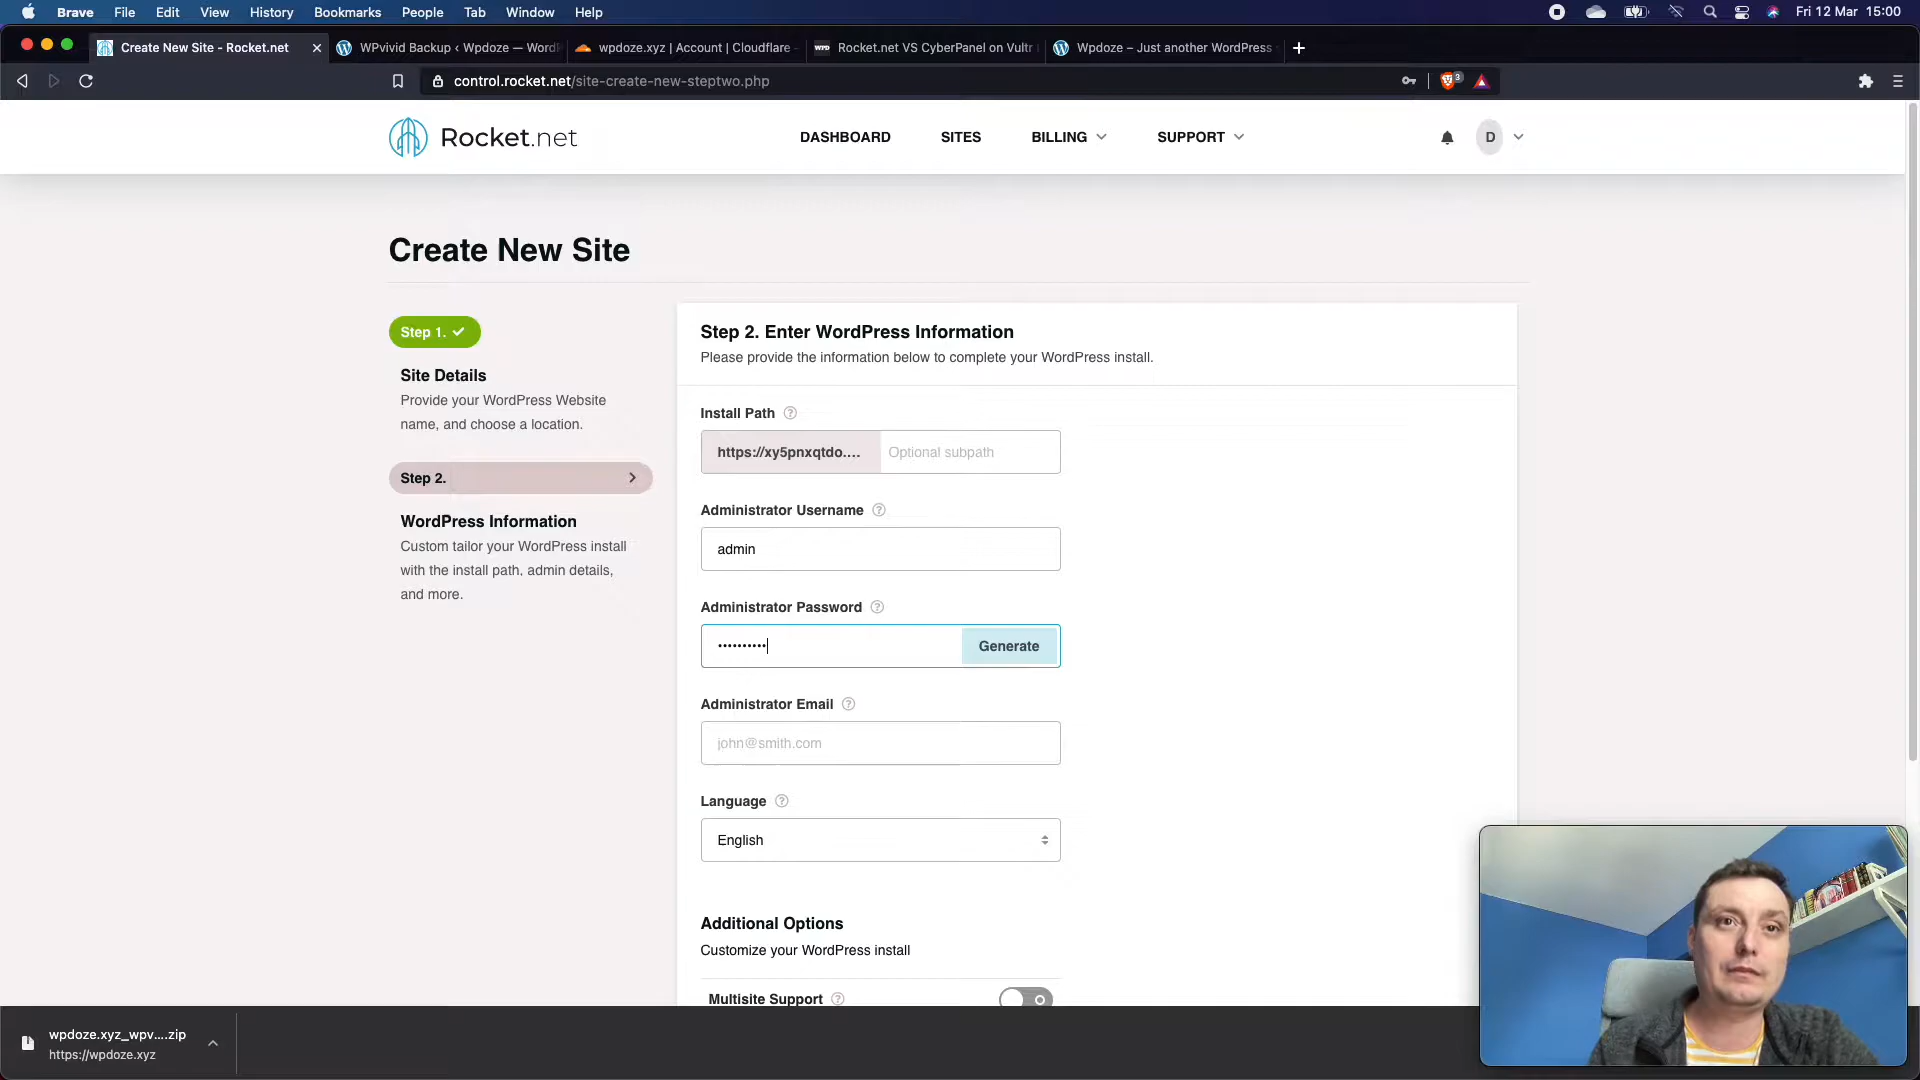 Brave File Edit View History Bookmarks People Tab Window Help Fri 12 Mar 15:00
Create New Site - Rocket.net
WPvivid Backup ‹ Wpdoze — Word
wpdoze.xyz | Account | Cloudflare -
WPD Rocket.net VS CyberPanel on Vultr
Wpdoze – Just another WordPress
control.rocket.net/site-create-new-steptwo.php
3
Rocket.net
DASHBOARD SITES BILLING SUPPORT D
Create New Site
Step 1.
Site Details
Provide your WordPress Website
name, and choose a location.
Step 2.
WordPress Information
Custom tailor your WordPress install
with the install path, admin details,
and more.
Step 2. Enter WordPress Information
Please provide the information below to complete your WordPress install.
Install Path
https://xy5pnxqtdo.... Optional subpath
Administrator Username
admin
Administrator Password
•••••••••• Generate
Administrator Email
john@smith.com
Language
English
Additional Options
Customize your WordPress install
Multisite Support
wpdoze.xyz_wpv....zip
https://wpdoze.xyz